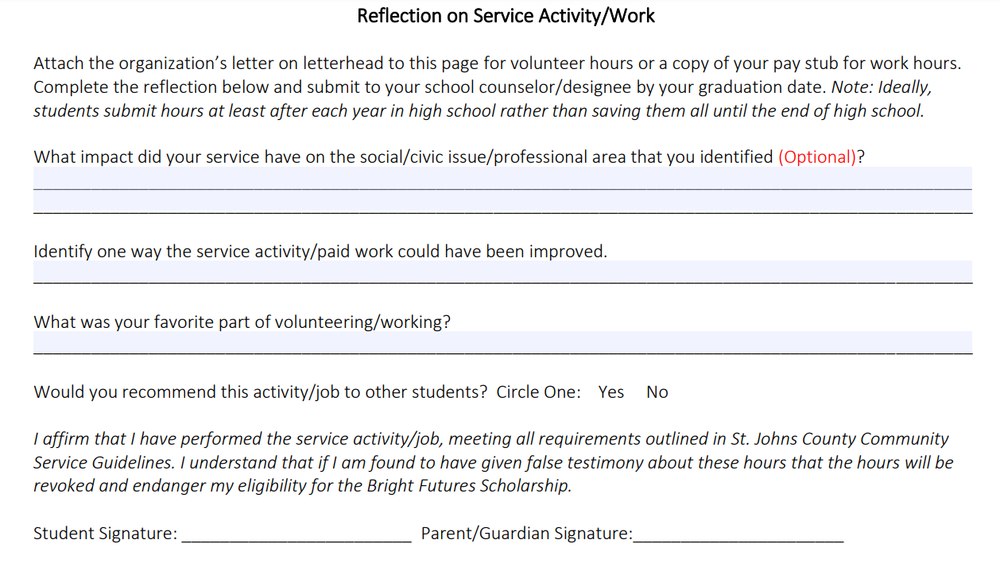 Reflection on Service Activity/Work
Attach the organization’s letter on letterhead to this page for volunteer hours or a copy of your pay stub for work hours.
Complete the reflection below and submit to your school counselor/designee by your graduation date. Note: Ideally,
students submit hours at least after each year in high school rather than saving them all until the end of high school.
What impact did your service have on the social/civic issue/professional area that you identified (Optional)?
Identify one way the service activity/paid work could have been improved.
What was your favorite part of volunteering/working?
Would you recommend this activity/job to other students? Circle One: Yes No
I affirm that I have performed the service activity/job, meeting all requirements outlined in St. Johns County Community
Service Guidelines. I understand that if I am found to have given false testimony about these hours that the hours will be
revoked and endanger my eligibility for the Bright Futures Scholarship.
Student Signature: ________________________ Parent/Guardian Signature:______________________